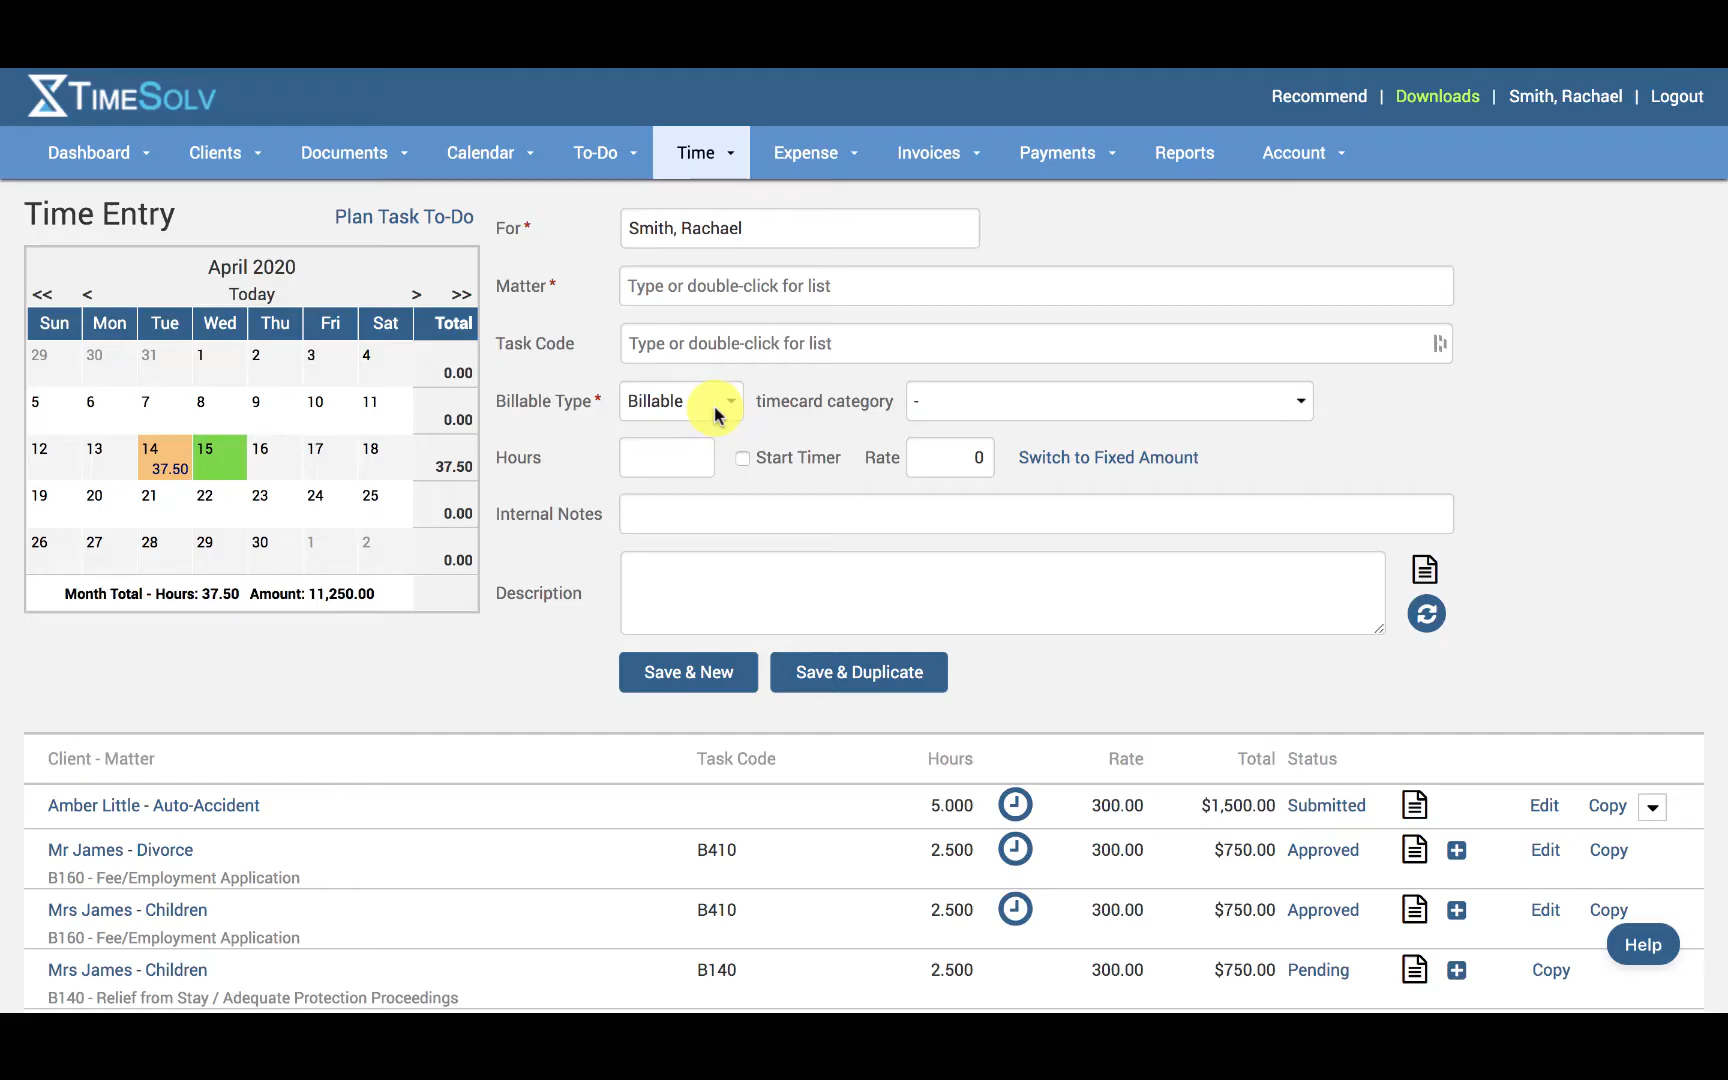 TIMESOLV
Recommend | Downloads | Smith, Rachael | Logout
Dashboard Clients Documents Calendar To-Do Time Expense Invoices Payments Reports Account
Time Entry Plan Task To-Do
April 2020
<< < Today > >>
Sun Mon Tue Wed Thu Fri Sat Total
29 30 31 1 2 3 4 0.00
5 6 7 8 9 10 11 0.00
12 13 14 37.50 15 16 17 18 37.50
19 20 21 22 23 24 25 0.00
26 27 28 29 30 1 2 0.00
Month Total - Hours: 37.50 Amount: 11,250.00
For* Smith, Rachael
Matter* Type or double-click for list
Task Code Type or double-click for list
Billable Type* Billable timecard category -
Hours Start Timer Rate 0 Switch to Fixed Amount
Internal Notes
Description
Save & New Save & Duplicate
Client - Matter Task Code Hours Rate Total Status
Amber Little - Auto-Accident 5.000 300.00 $1,500.00 Submitted Edit Copy
Mr James - Divorce B410 2.500 300.00 $750.00 Approved Edit Copy
B160 - Fee/Employment Application
Mrs James - Children B410 2.500 300.00 $750.00 Approved Edit Copy
B160 - Fee/Employment Application
Help
Mrs James - Children B140 2.500 300.00 $750.00 Pending Copy
B140 - Relief from Stay / Adequate Protection Proceedings